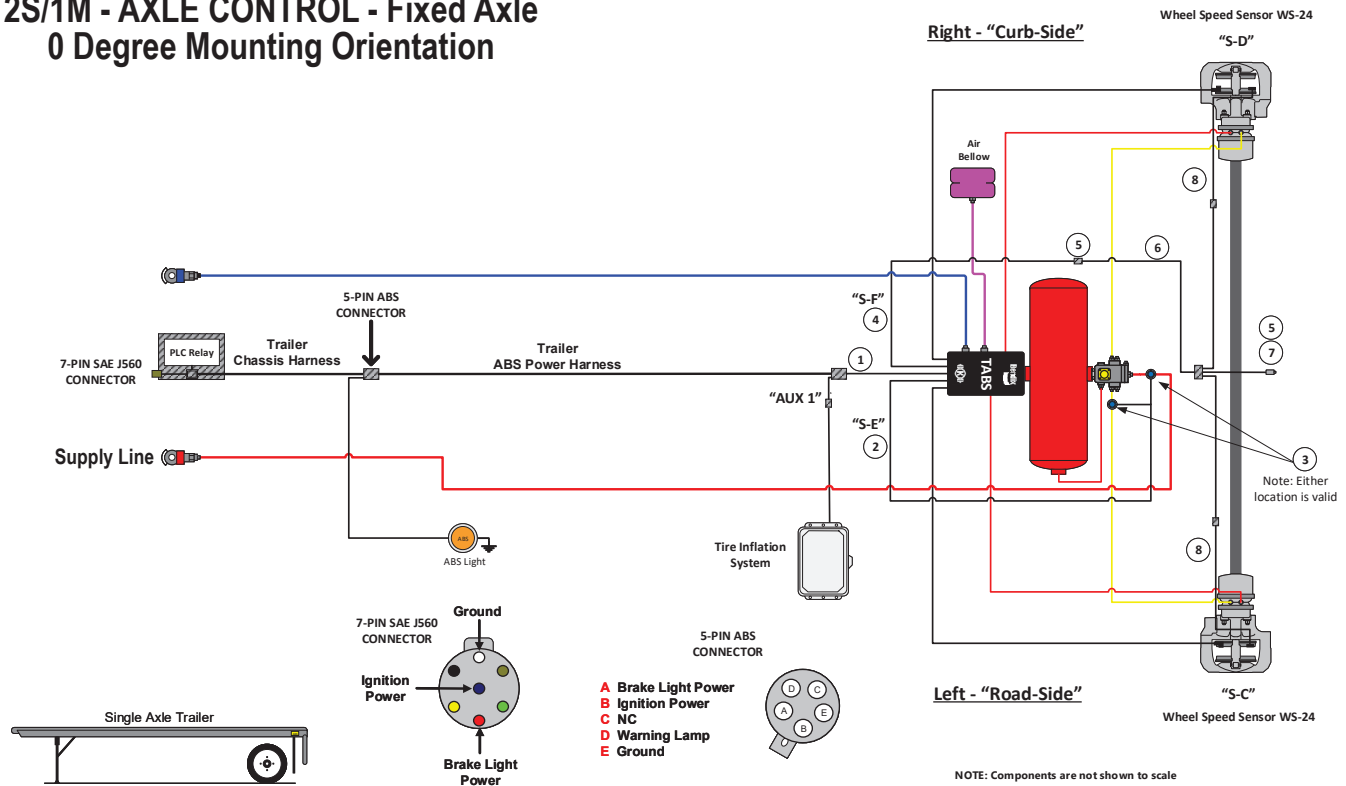 2S/1M - AXLE CONTROL - Fixed Axle
0 Degree Mounting Orientation
Wheel Speed Sensor WS-24
Right - “Curb-Side”
“S-D”
Air
Bellow
8
5
6
5-PIN ABS
CONNECTOR
“S-F”
4
5
7
PLC Relay
7-PIN SAE J560
CONNECTOR
Trailer
Chassis Harness
Trailer
ABS Power Harness
1
TABS
Bendix
“AUX 1”
“S-E”
2
Supply Line
3
Note: Either
location is valid
ABS
ABS Light
Tire Inflation
System
8
Ground
7-PIN SAE J560
CONNECTOR
Ignition
Power
Brake Light
Power
5-PIN ABS
CONNECTOR
A Brake Light Power
B Ignition Power
C NC
D Warning Lamp
E Ground
D
C
A
E
B
Left - “Road-Side”
“S-C”
Wheel Speed Sensor WS-24
Single Axle Trailer
NOTE: Components are not shown to scale